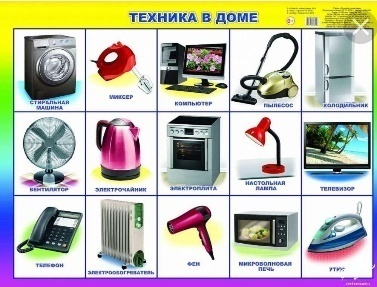 ТЕХНИКА В ДОМЕ
СТИРАЛЬНАЯ
МАШИНА
МИКСЕР
КОМПЬЮТЕР
ПЫЛЕСОС
ХОЛОДИЛЬНИК
ВЕНТИЛЯТОР
ЭЛЕКТРОЧАЙНИК
ЭЛЕКТРОПЛИТА
НАСТОЛЬНАЯ
ЛАМПА
ТЕЛЕВИЗОР
ТЕЛЕФОН
ЭЛЕКТРООБОГРЕВАТЕЛЬ
ФЕН
МИКРОВОЛНОВАЯ
ПЕЧЬ
УТЮГ